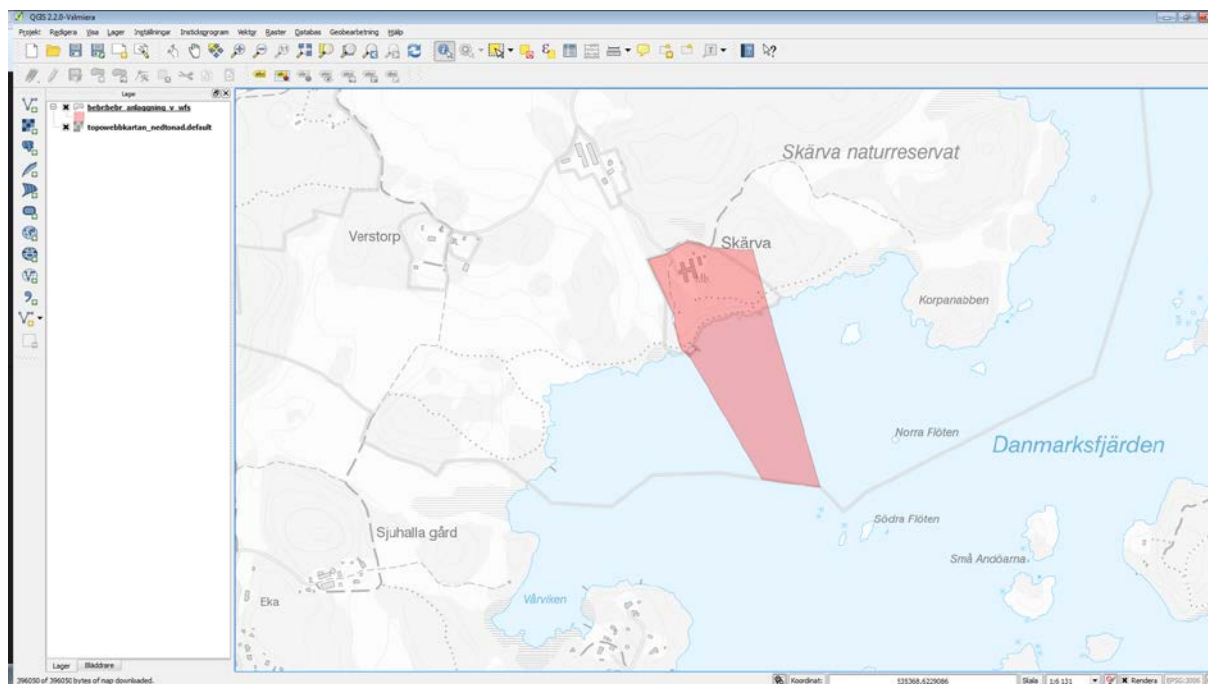 QGIS 2.2.0-Valmiera
Projekt Redigera Visa Lager Inställningar Insticksprogram Vektor Raster Databas Geobearbetning Hjälp
Lager
bebr:bebr_anlaggning_v_wfs
topowebbkartan_nedtonad.default
Skärva naturreservat
Verstorp
Skärva
Korpanabben
Norra Flöten
Danmarksfjärden
Södra Flöten
Sjuhalla gård
Små Andöarna
Eka
Vårviken
Lager Bläddrare
396050 of 396050 bytes of map downloaded.
Koordinat: 535368,6229086 Skala 1:6 131 Rendera EPSG:3006